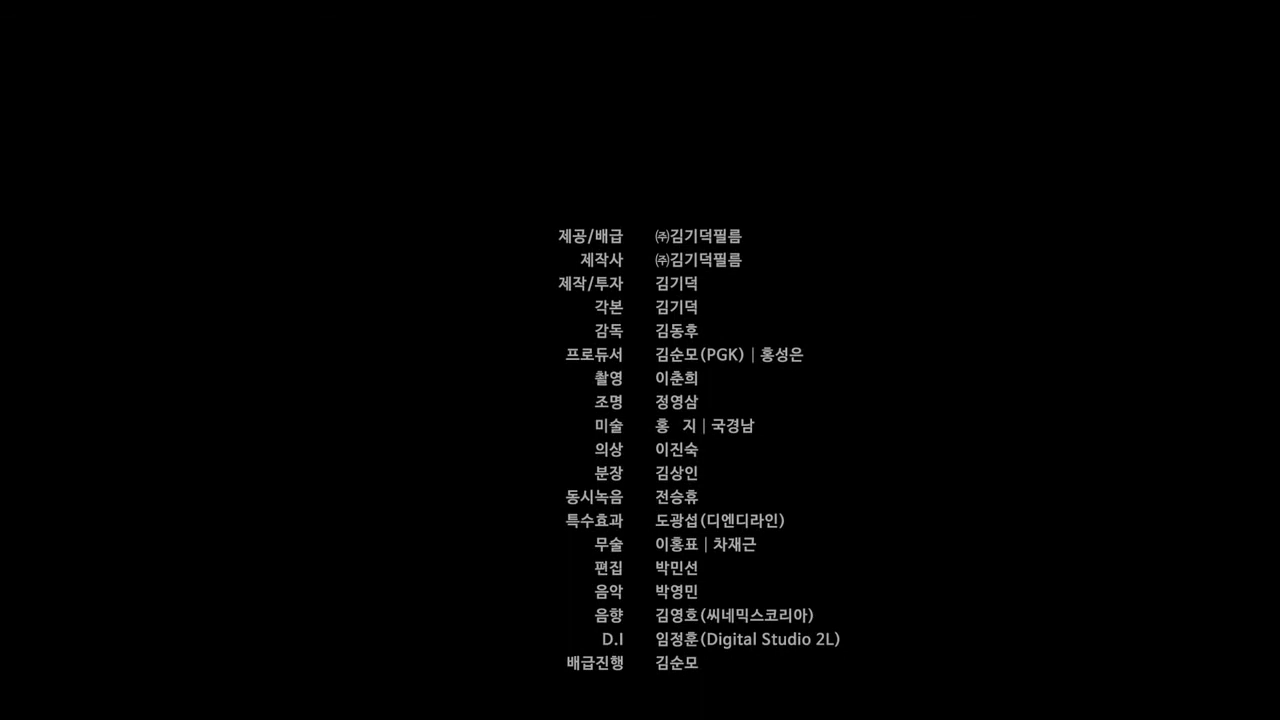 제공/배급 ㈜김기덕필름
제작사 ㈜김기덕필름
제작/투자 김기덕
각본 김기덕
감독 김동후
프로듀서 김순모(PGK) | 홍성은
촬영 이춘희
조명 정영삼
미술 홍 지 | 국경남
의상 이진숙
분장 김상인
동시녹음 전승휴
특수효과 도광섭(디엔디라인)
무술 이홍표 | 차재근
편집 박민선
음악 박영민
음향 김영호(씨네믹스코리아)
D.I 임정훈(Digital Studio 2L)
배급진행 김순모